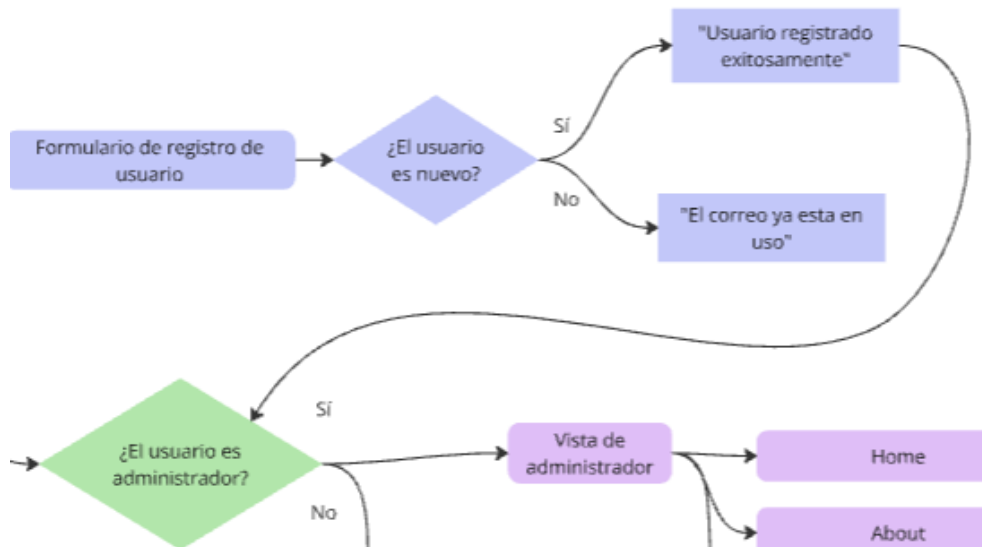 "Usuario registrado
exitosamente"
Formulario de registro de
usuario
¿El usuario
es nuevo?
Sí
No
"El correo ya esta en
uso"
¿El usuario es
administrador?
Sí
No
Vista de
administrador
Home
About